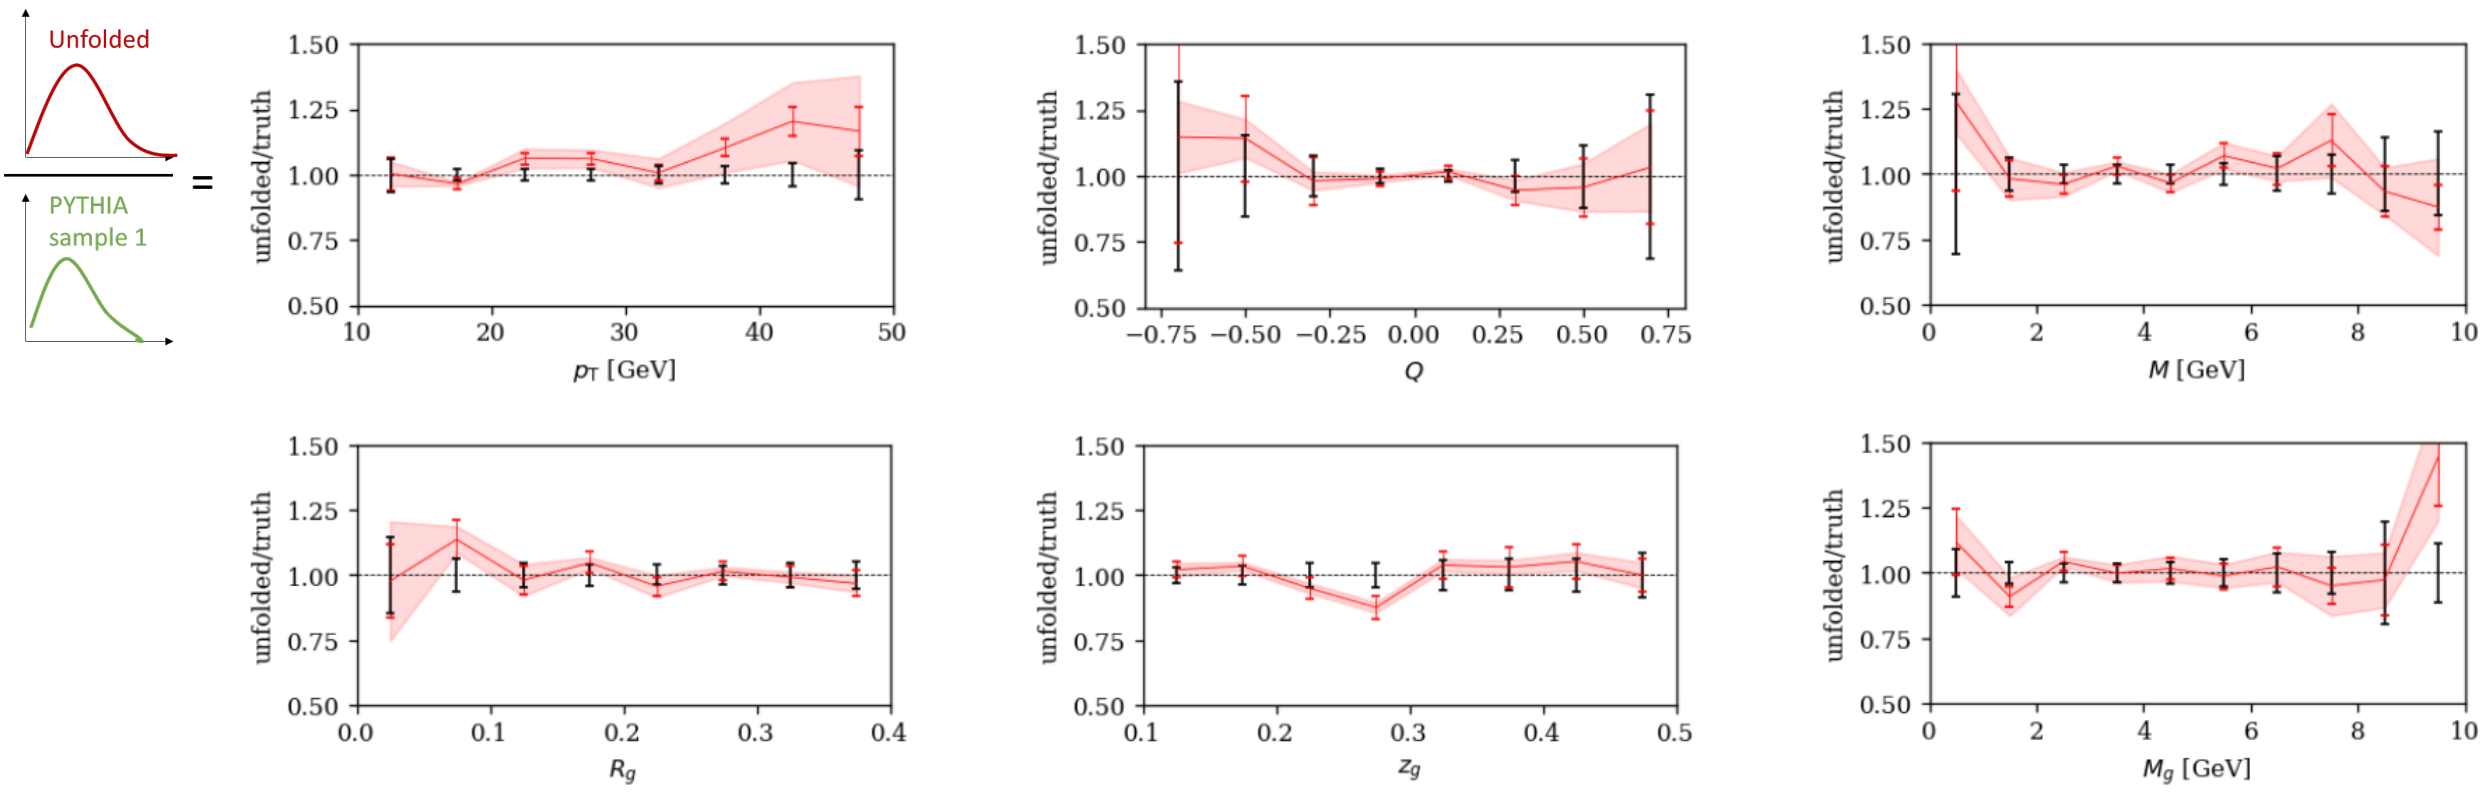 Unfolded
PYTHIA
sample 1
=
unfolded/truth
1.50
1.25
1.00
0.75
0.50
10 20 30 40 50
pT [GeV]
unfolded/truth
1.50
1.25
1.00
0.75
0.50
−0.75 −0.50 −0.25 0.00 0.25 0.50 0.75
Q
unfolded/truth
1.50
1.25
1.00
0.75
0.50
0 2 4 6 8 10
M [GeV]
unfolded/truth
1.50
1.25
1.00
0.75
0.50
0.0 0.1 0.2 0.3 0.4
Rg
unfolded/truth
1.50
1.25
1.00
0.75
0.50
0.1 0.2 0.3 0.4 0.5
zg
unfolded/truth
1.50
1.25
1.00
0.75
0.50
0 2 4 6 8 10
Mg [GeV]